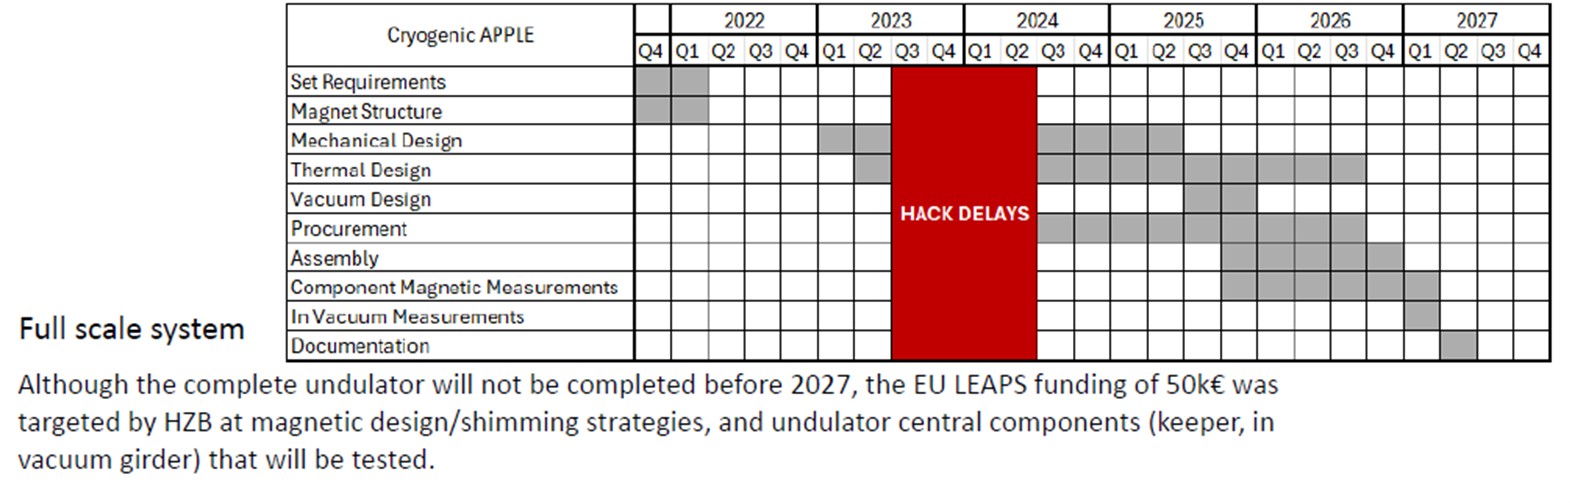 Cryogenic APPLE
2022 2023 2024 2025 2026 2027
Q4 Q1 Q2 Q3 Q4 Q1 Q2 Q3 Q4 Q1 Q2 Q3 Q4 Q1 Q2 Q3 Q4 Q1 Q2 Q3 Q4 Q1 Q2 Q3 Q4
Set Requirements
Magnet Structure
Mechanical Design
Thermal Design
Vacuum Design
HACK DELAYS
Procurement
Assembly
Component Magnetic Measurements
In Vacuum Measurements
Full scale system
Documentation
Although the complete undulator will not be completed before 2027, the EU LEAPS funding of 50k€ was
targeted by HZB at magnetic design/shimming strategies, and undulator central components (keeper, in
vacuum girder) that will be tested.